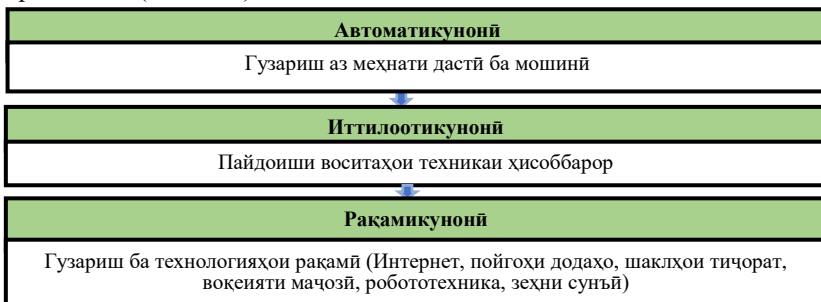 Автоматикунонӣ
Гузариш аз меҳнати дастӣ ба мошинӣ
Иттилоотикунонӣ
Пайдоиши воситаҳои техникаи ҳисоббарор
Рақамикунонӣ
Гузариш ба технологияҳои рақамӣ (Интернет, пойгоҳи додаҳо, шаклҳои тиҷорат,
воқеияти маҷозӣ, робототехника, зеҳни сунъӣ)